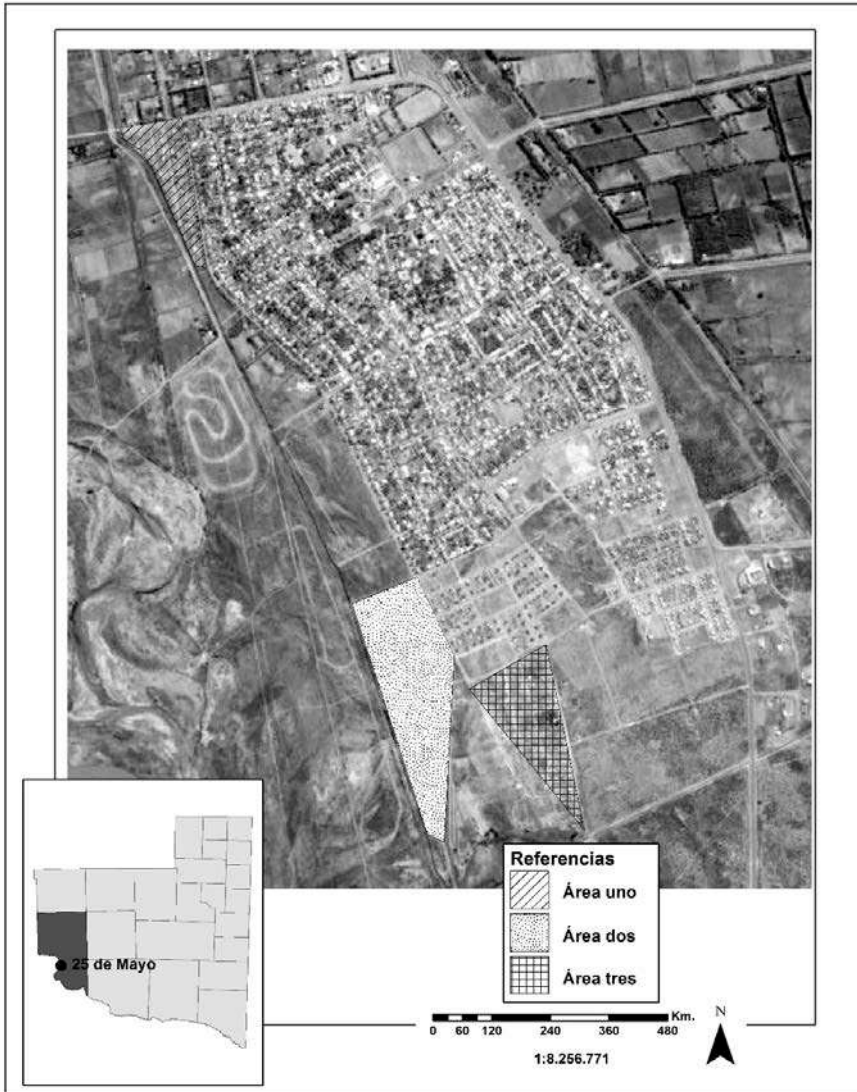 Referencias
Área uno
Área dos
Área tres
25 de Mayo
Km.
0 60 120 240 360 480
1:8.256.771
N